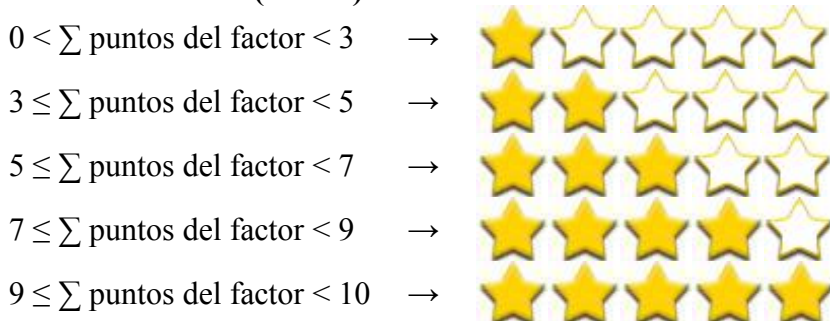 0 < ∑ puntos del factor < 3 →
3 ≤ ∑ puntos del factor < 5 →
5 ≤ ∑ puntos del factor < 7 →
7 ≤ ∑ puntos del factor < 9 →
9 ≤ ∑ puntos del factor < 10 →